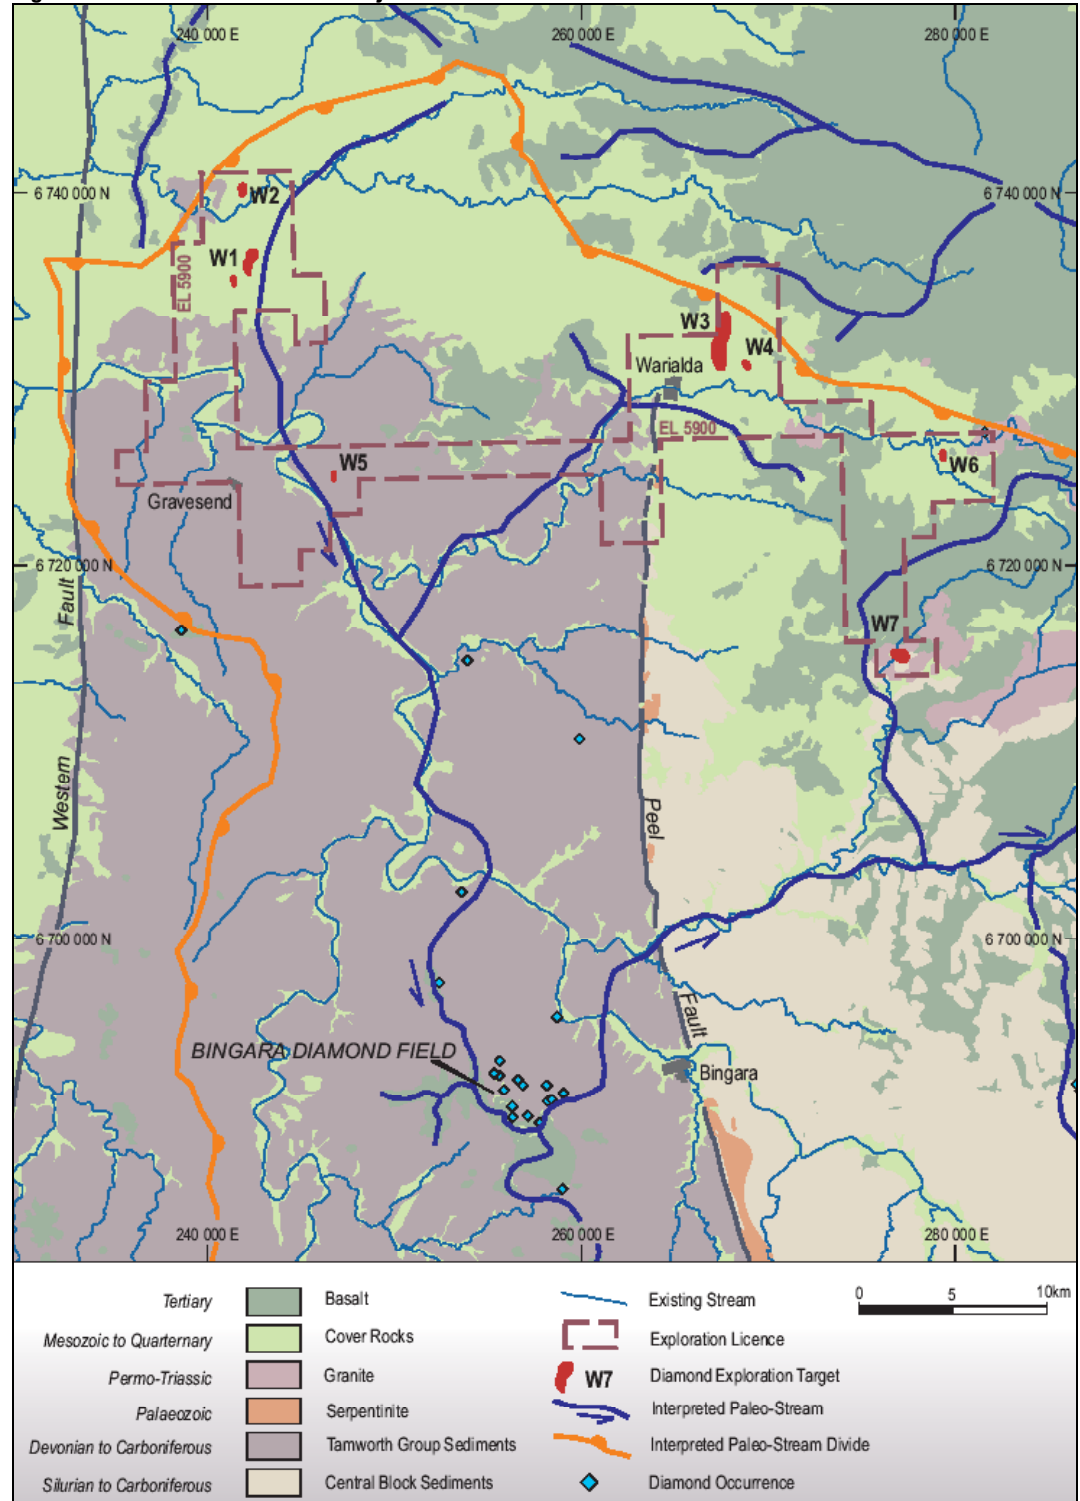 240 000 E 260 000 E 280 000 E
6 740 000 N 6 740 000 N
W2
W1
EL 5900
W3
W4
Warialda
EL 5900
W5
W6
Gravesend
6 720 000 N 6 720 000 N
Fault
W7
Western
Peel
6 700 000 N 6 700 000 N
Fault
BINGARA DIAMOND FIELD
Bingara
240 000 E 260 000 E 280 000 E
Tertiary Basalt
Mesozoic to Quarternary Cover Rocks
Permo-Triassic Granite
Palaeozoic Serpentinite
Devonian to Carboniferous Tamworth Group Sediments
Silurian to Carboniferous Central Block Sediments
Existing Stream
Exploration Licence
W7 Diamond Exploration Target
Interpreted Paleo-Stream
Interpreted Paleo-Stream Divide
Diamond Occurrence
0 5 10km